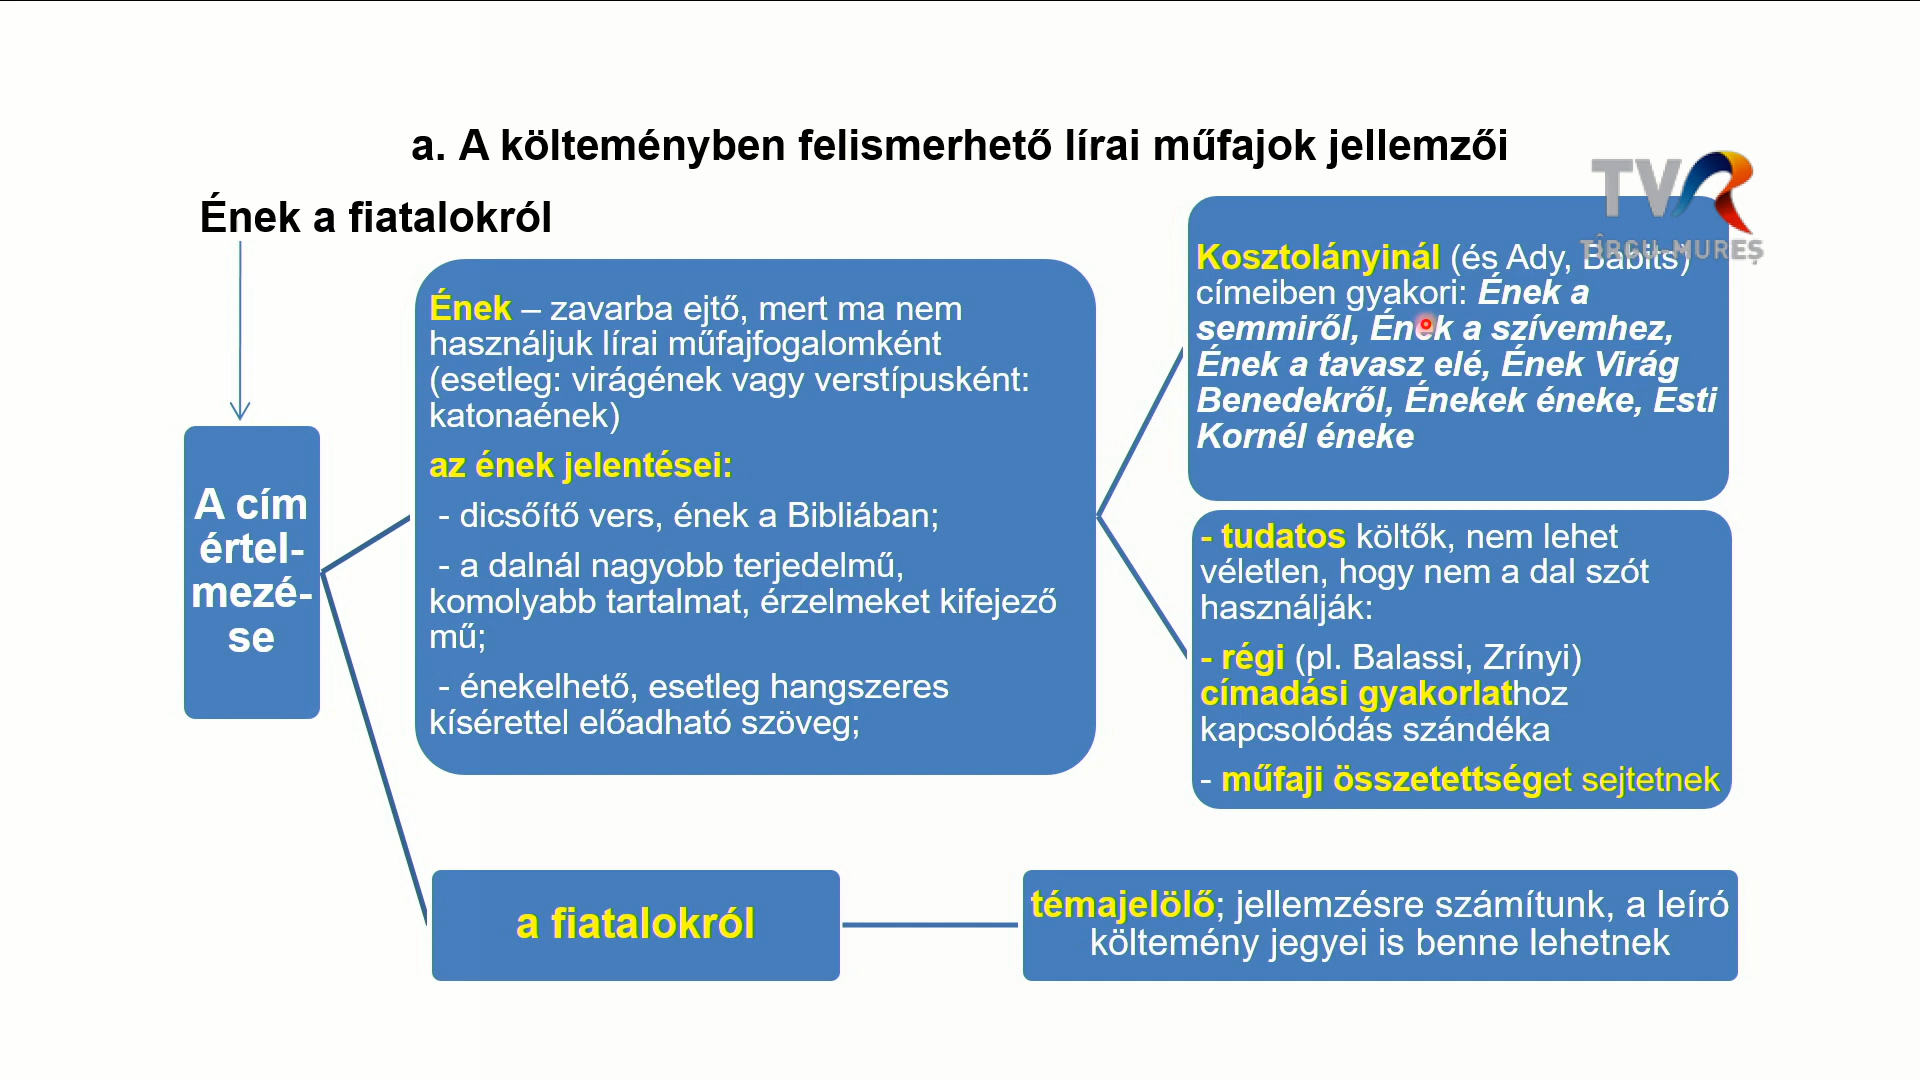 a. A költeményben felismerhető lírai műfajok jellemzői
Ének a fiatalokról
TVR
TÎRGU-MUREȘ
A cím
értel-
mezé-
se
Ének – zavarba ejtő, mert ma nem
használjuk lírai műfajfogalomként
(esetleg: virágének vagy verstípusként:
katonaének)
az ének jelentései:
- dicsőítő vers, ének a Bibliában;
- a dalnál nagyobb terjedelmű,
komolyabb tartalmat, érzelmeket kifejező
mű;
- énekelhető, esetleg hangszeres
kísérettel előadható szöveg;
Kosztolányinál (és Ady, Babits)
címeiben gyakori: Ének a
semmiről, Ének a szívemhez,
Ének a tavasz elé, Ének Virág
Benedekről, Énekek éneke, Esti
Kornél éneke
- tudatos költők, nem lehet
véletlen, hogy nem a dal szót
használják:
- régi (pl. Balassi, Zrínyi)
címadási gyakorlathoz
kapcsolódás szándéka
- műfaji összetettséget sejtetnek
a fiatalokról
témajelölő; jellemzésre számítunk, a leíró
költemény jegyei is benne lehetnek